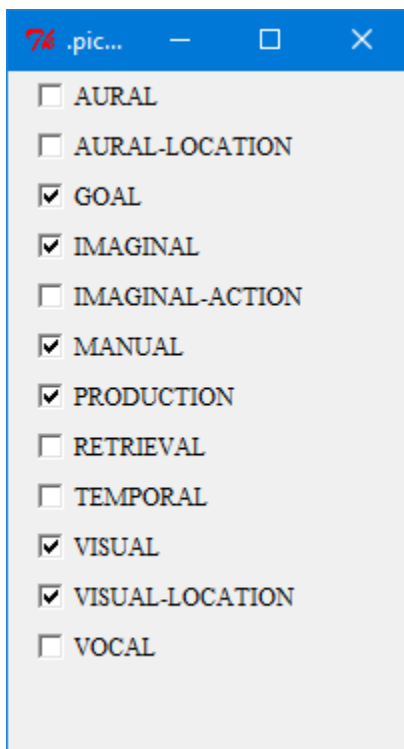 .pic...
AURAL
AURAL-LOCATION
GOAL
IMAGINAL
IMAGINAL-ACTION
MANUAL
PRODUCTION
RETRIEVAL
TEMPORAL
VISUAL
VISUAL-LOCATION
VOCAL